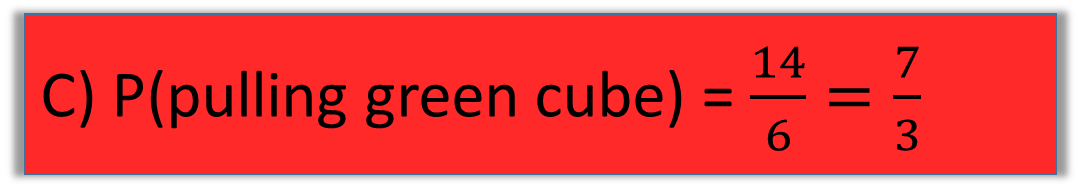 C) P(pulling green cube) = 14/6 = 7/3